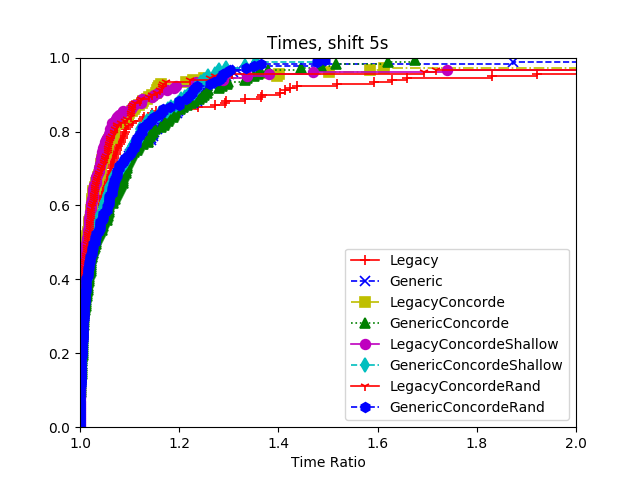 Times, shift 5s
1.0
0.8
0.6
0.4
0.2
0.0
1.0 1.2 1.4 1.6 1.8 2.0
Time Ratio
Legacy
Generic
LegacyConcorde
GenericConcorde
LegacyConcordeShallow
GenericConcordeShallow
LegacyConcordeRand
GenericConcordeRand